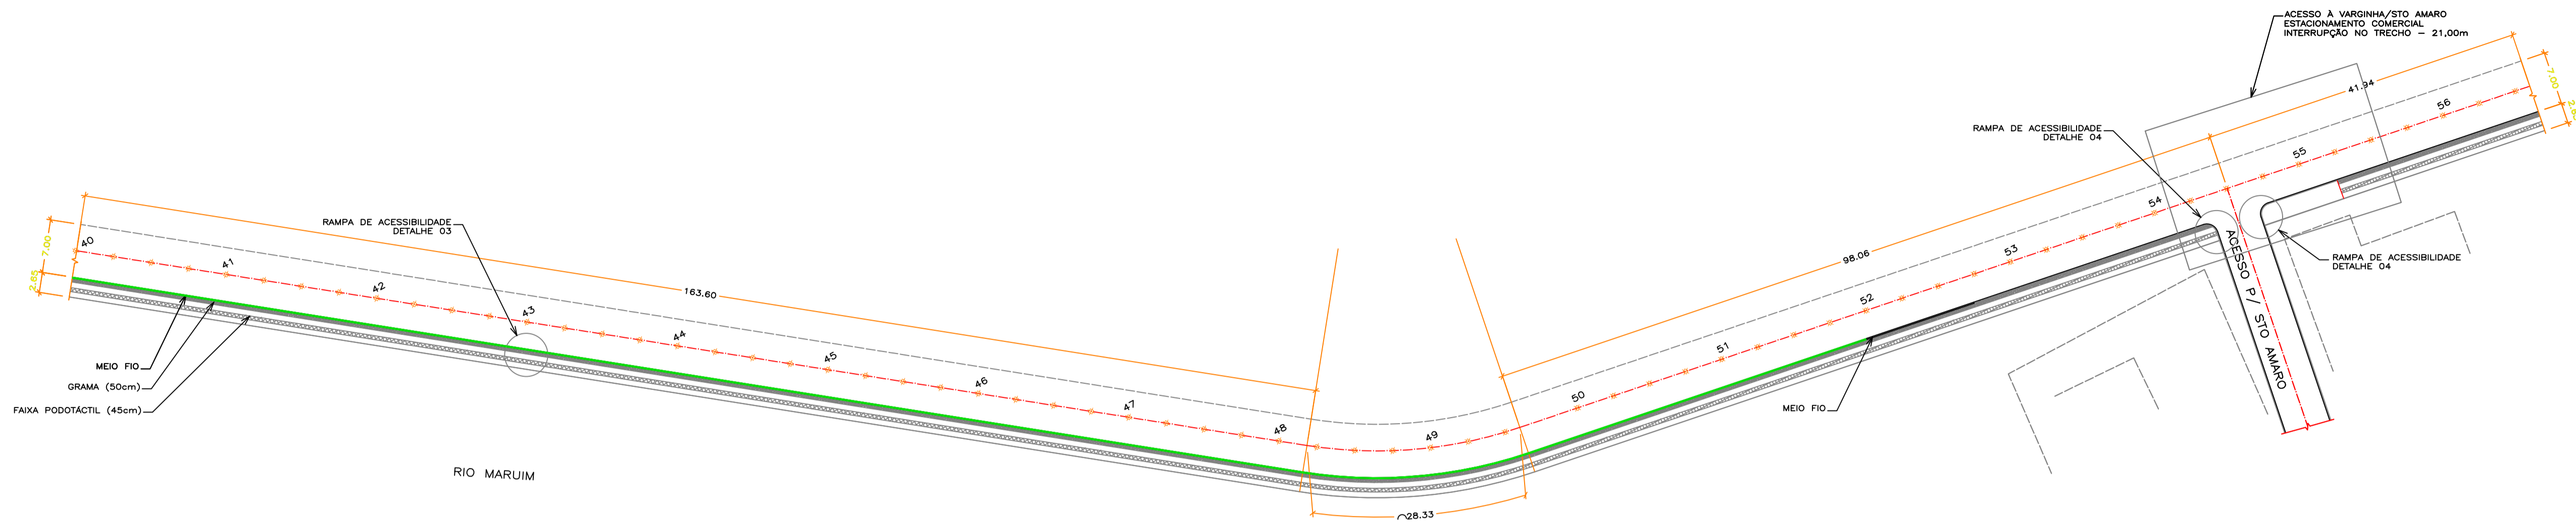 ACESSO À VARGINHA/STO AMARO
ESTACIONAMENTO COMERCIAL
INTERRUPÇÃO NO TRECHO – 21,00m
41.94
7.00
56
55
54
RAMPA DE ACESSIBILIDADE
DETALHE 04
RAMPA DE ACESSIBILIDADE
DETALHE 04
ACESSO P/ STO AMARO
98.06
53
52
51
50
MEIO FIO
49
⌒28.33
RAMPA DE ACESSIBILIDADE
DETALHE 03
163.60
7.00
2.65
40
41
42
43
44
45
46
47
48
MEIO FIO
GRAMA (50cm)
FAIXA PODOTÁCTIL (45cm)
RIO MARUIM